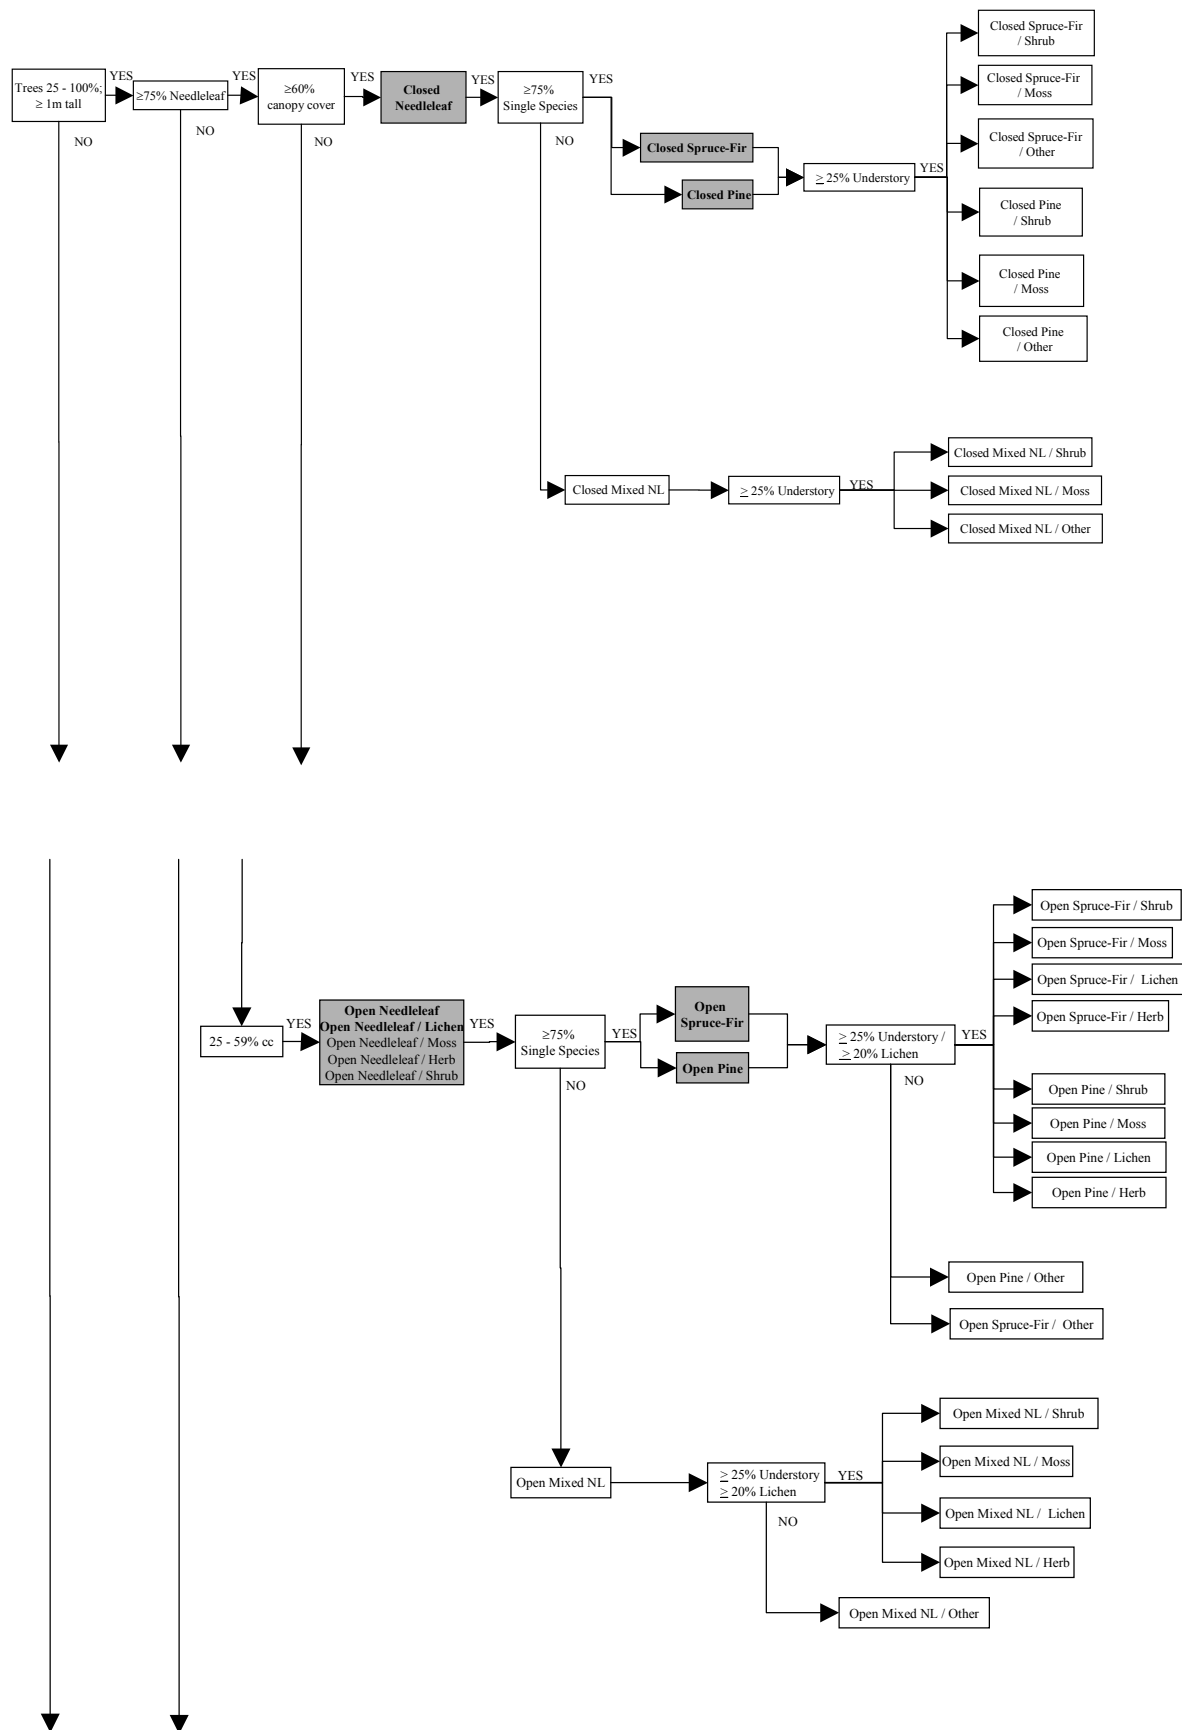 Trees 25 - 100%;
≥ 1m tall
YES
NO
≥75% Needleleaf
YES
NO
≥60%
canopy cover
YES
NO
Closed
Needleleaf
YES
≥75%
Single Species
YES
NO
Closed Spruce-Fir
Closed Pine
≥ 25% Understory
YES
Closed Spruce-Fir
/ Shrub
Closed Spruce-Fir
/ Moss
Closed Spruce-Fir
/ Other
Closed Pine
/ Shrub
Closed Pine
/ Moss
Closed Pine
/ Other
Closed Mixed NL
≥ 25% Understory
YES
Closed Mixed NL / Shrub
Closed Mixed NL / Moss
Closed Mixed NL / Other
25 - 59% cc
YES
Open Needleleaf
Open Needleleaf / Lichen
Open Needleleaf / Moss
Open Needleleaf / Herb
Open Needleleaf / Shrub
YES
≥75%
Single Species
YES
NO
Open
Spruce-Fir
Open Pine
≥ 25% Understory /
≥ 20% Lichen
YES
NO
Open Spruce-Fir / Shrub
Open Spruce-Fir / Moss
Open Spruce-Fir /  Lichen
Open Spruce-Fir / Herb
Open Pine / Shrub
Open Pine / Moss
Open Pine / Lichen
Open Pine / Herb
Open Pine / Other
Open Spruce-Fir /  Other
Open Mixed NL
≥ 25% Understory
≥ 20% Lichen
YES
NO
Open Mixed NL / Shrub
Open Mixed NL / Moss
Open Mixed NL /  Lichen
Open Mixed NL / Herb
Open Mixed NL / Other